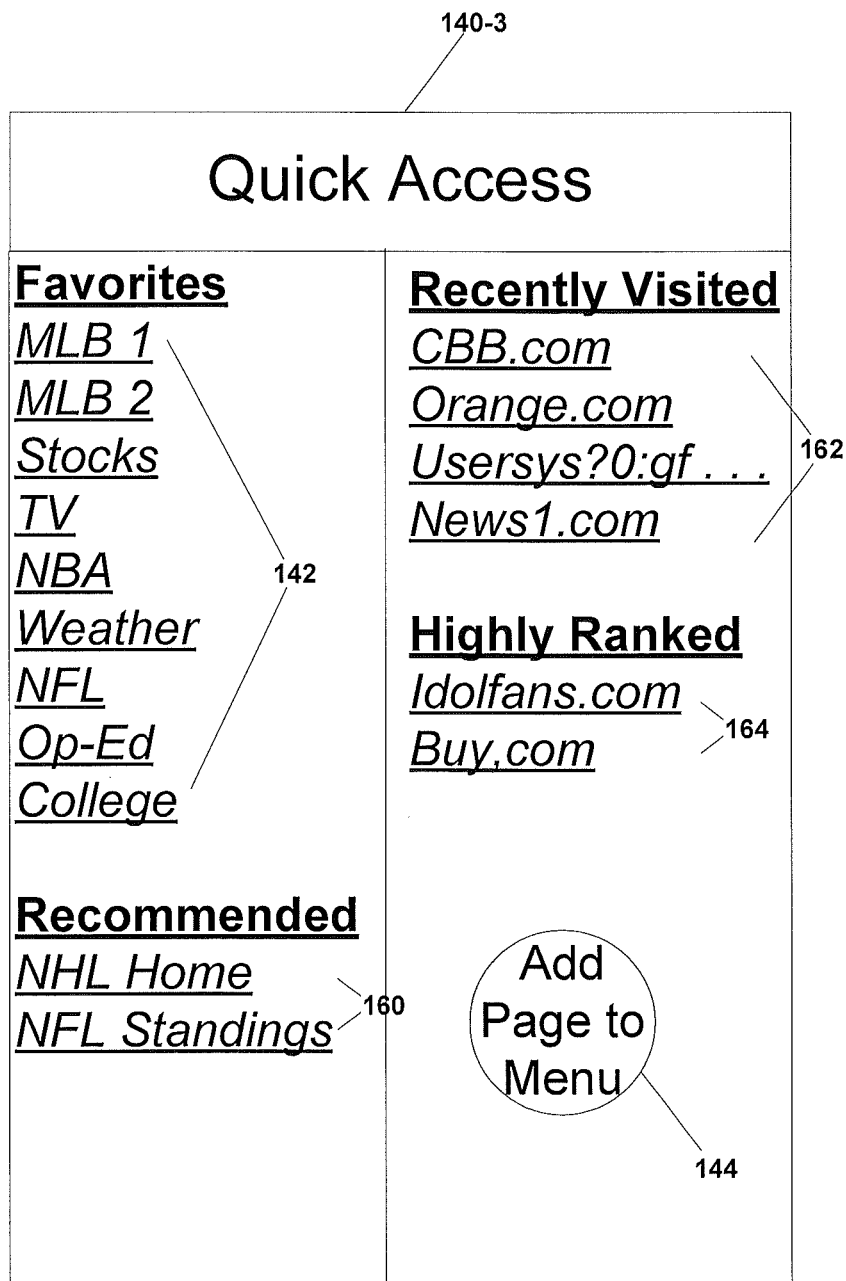 140-3
Quick Access
Favorites
MLB 1
MLB 2
Stocks
TV
NBA
Weather
NFL
Op-Ed
College
142
Recommended
NHL Home
NFL Standings
160
Recently Visited
CBB.com
Orange.com
Usersys?0:gf . . .
News1.com
162
Highly Ranked
Idolfans.com
Buy,com
164
Add
Page to
Menu
144